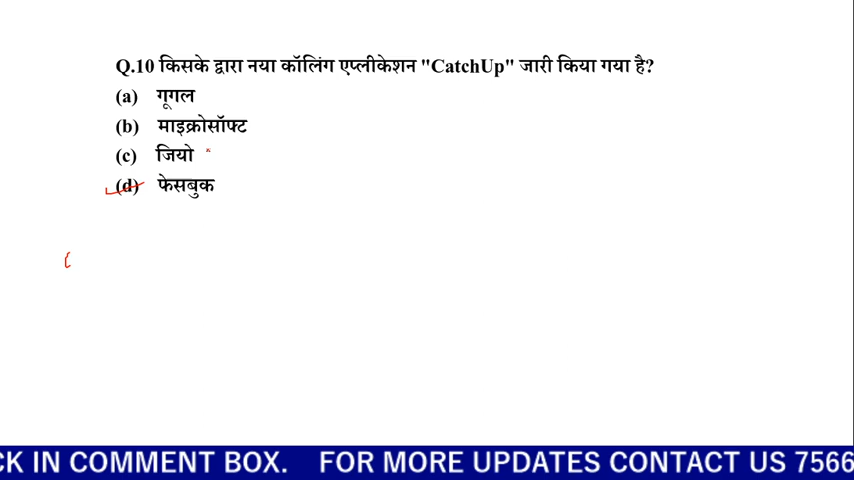 Q.10 किसके द्वारा नया कॉलिंग एप्लीकेशन "CatchUp" जारी किया गया है?
(a) गूगल
(b) माइक्रोसॉफ्ट
(c) जियो
(d) फेसबुक
CK IN COMMENT BOX. FOR MORE UPDATES CONTACT US 7566